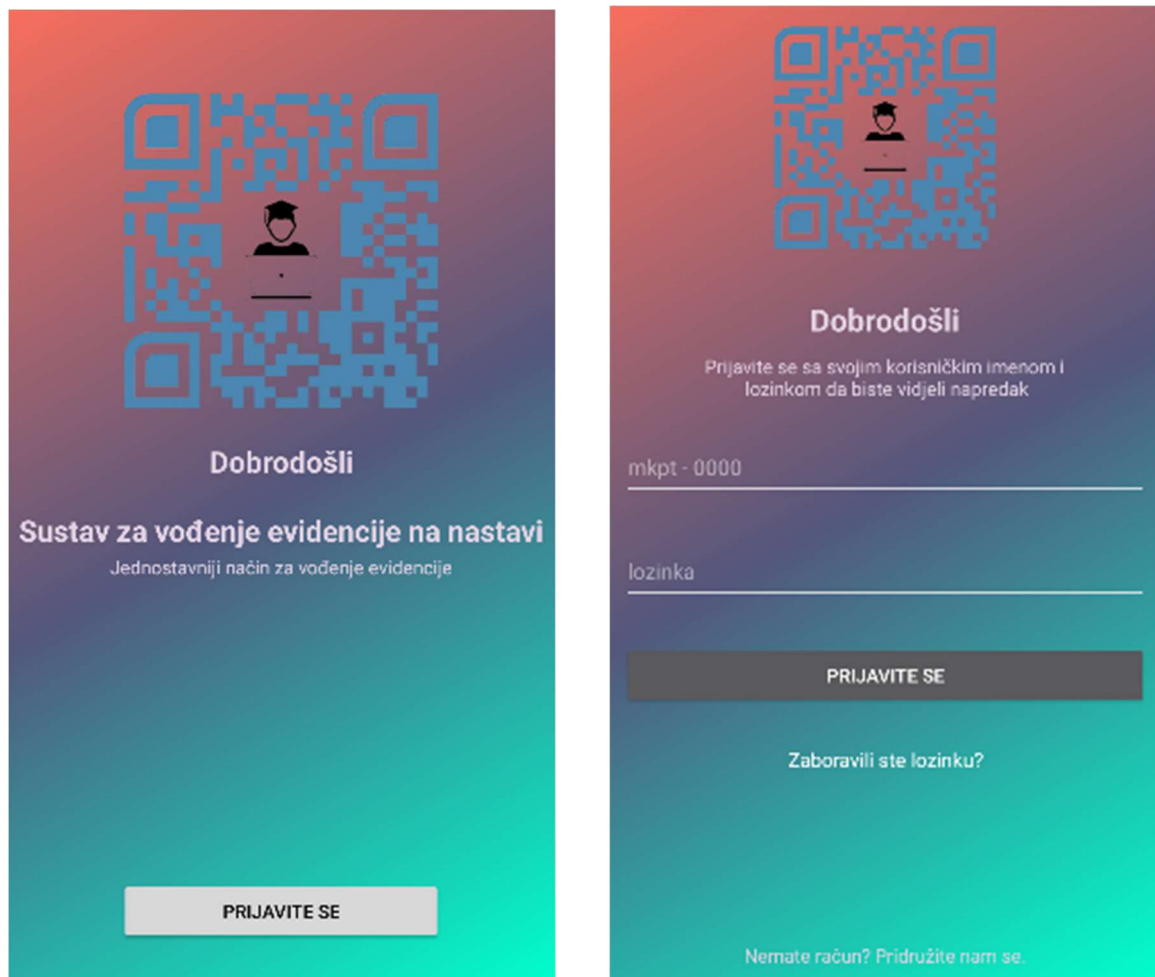 Dobrodošli
Sustav za vođenje evidencije na nastavi
Jednostavniji način za vođenje evidencije
PRIJAVITE SE
Dobrodošli
Prijavite se sa svojim korisničkim imenom i
lozinkom da biste vidjeli napredak
mkpt - 0000
lozinka
PRIJAVITE SE
Zaboravili ste lozinku?
Nemate račun? Pridružite nam se.